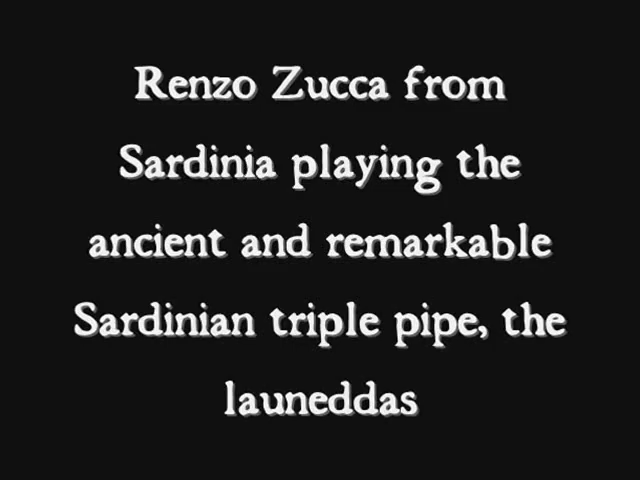 Renzo Zucca from
Sardinia playing the
ancient and remarkable
Sardinian triple pipe, the
launeddas